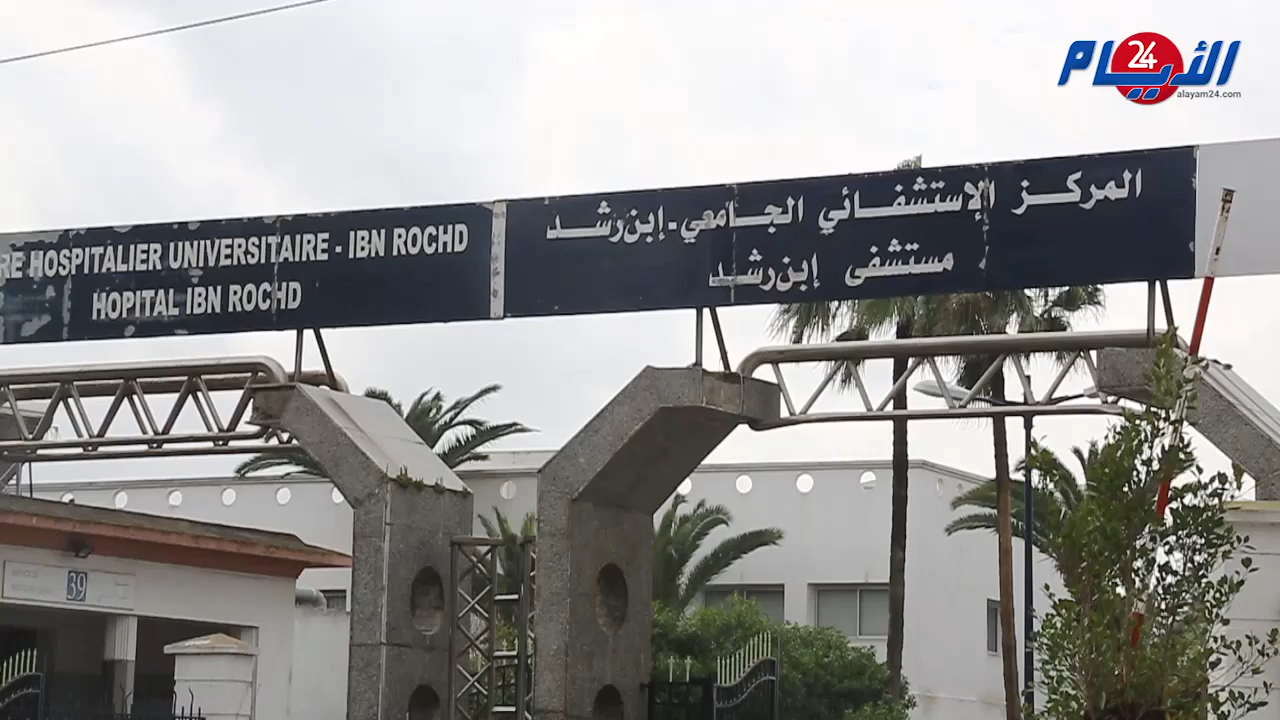 الأيام 24
alayam24.com
المركز الإستشفائي الجامعي - إبن رشد
مستشفى إبن رشد
RE HOSPITALIER UNIVERSITAIRE - IBN ROCHD
HOPITAL IBN ROCHD
39